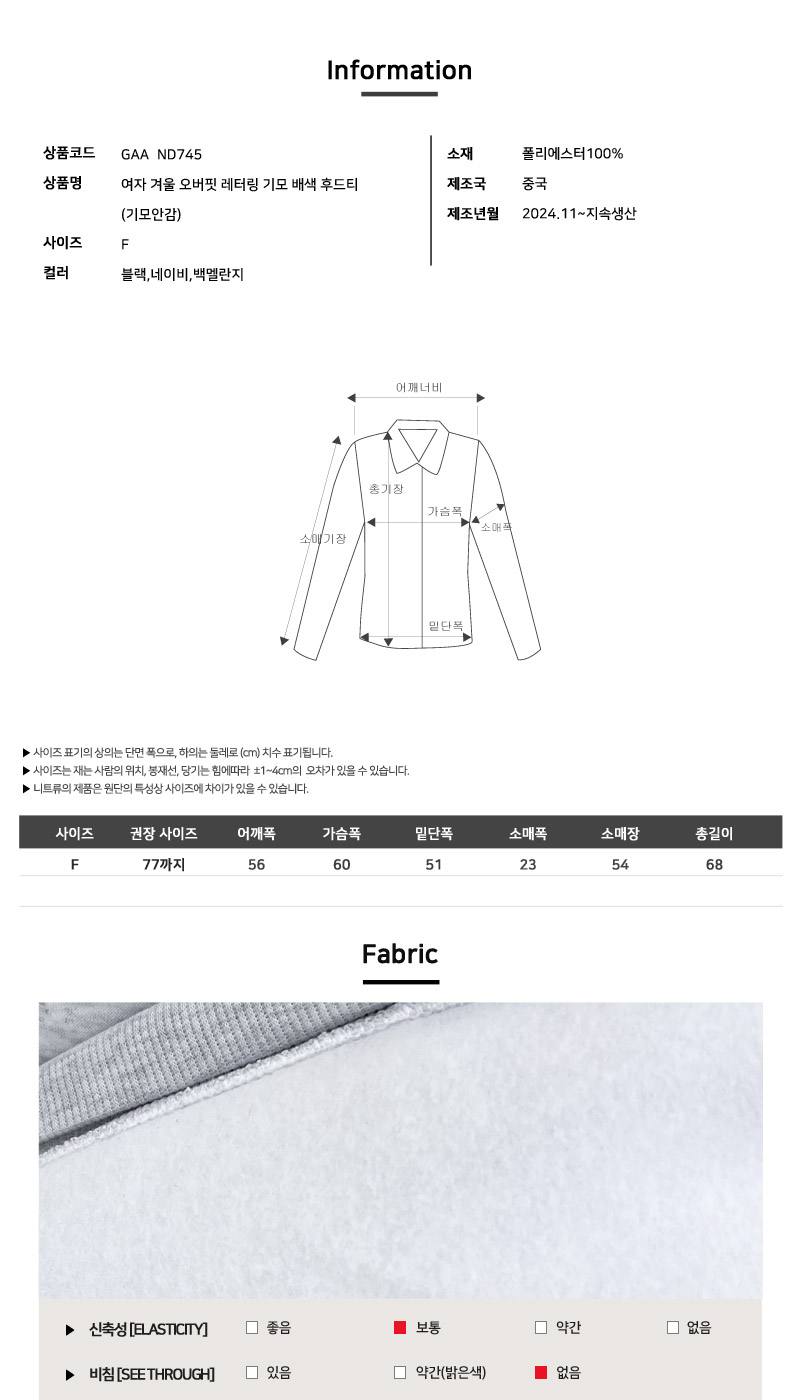 Information
상품코드 GAA ND745
상품명 여자 겨울 오버핏 레터링 기모 배색 후드티
(기모안감)
사이즈 F
컬러 블랙,네이비,백멜란지
소재 폴리에스터100%
제조국 중국
제조년월 2024.11~지속생산
어깨너비
총기장
가슴폭
소매폭
소매기장
밑단폭
▶ 사이즈 표기의 상의는 단면 폭으로, 하의는 둘레로 (cm) 치수 표기됩니다.
▶ 사이즈는 재는 사람의 위치, 봉재선, 당기는 힘에따라 ±1~4cm의 오차가 있을 수 있습니다.
▶ 니트류의 제품은 원단의 특성상 사이즈에 차이가 있을 수 있습니다.
사이즈 권장 사이즈 어깨폭 가슴폭 밑단폭 소매폭 소매장 총길이
F 77까지 56 60 51 23 54 68
Fabric
▶ 신축성 [ELASTICITY] 좋음 보통 약간 없음
▶ 비침 [SEE THROUGH] 있음 약간(밝은색) 없음